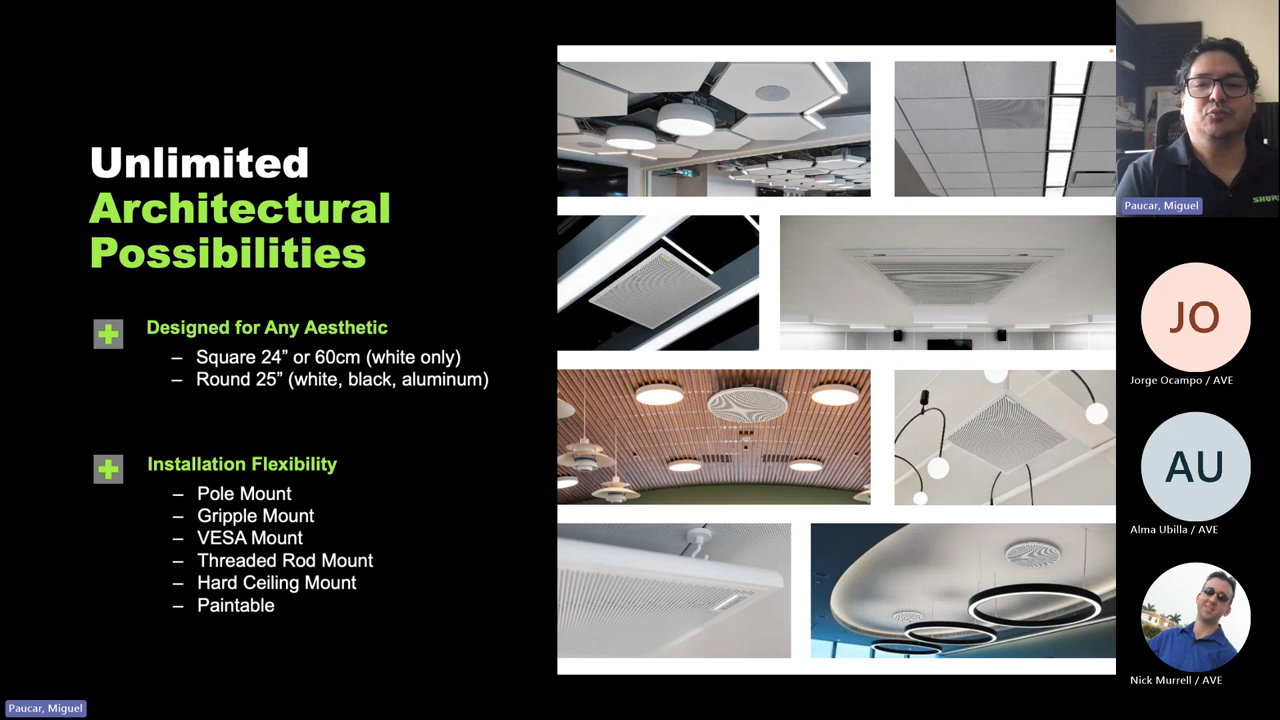 Unlimited
Architectural
Possibilities
Designed for Any Aesthetic
– Square 24” or 60cm (white only)
– Round 25” (white, black, aluminum)
Installation Flexibility
– Pole Mount
– Gripple Mount
– VESA Mount
– Threaded Rod Mount
– Hard Ceiling Mount
– Paintable
Paucar, Miguel
Paucar, Miguel
JO
Jorge Ocampo / AVE
AU
Alma Ubilla / AVE
Nick Murrell / AVE